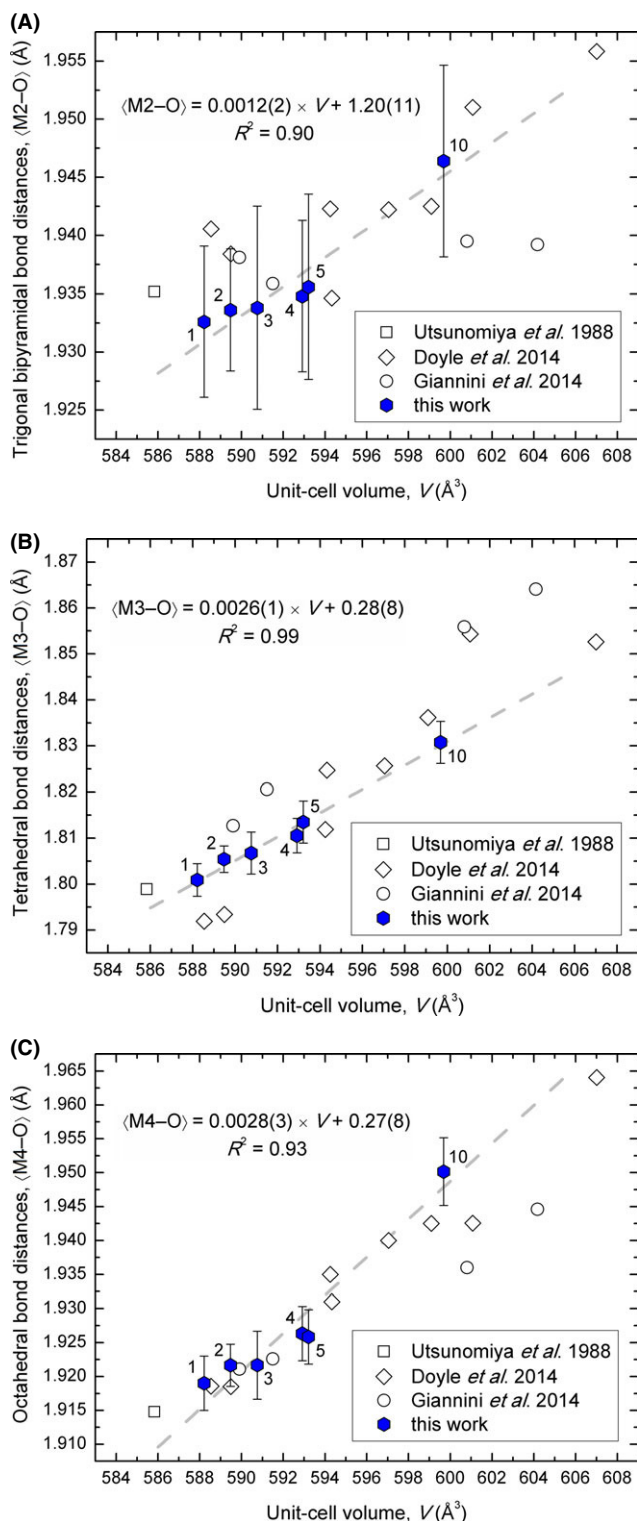 (A)
1.955
1.950
1.945
1.940
1.935
1.930
1.925
Trigonal bipyramidal bond distances, ⟨M2–O⟩ (Å)
⟨M2–O⟩ = 0.0012(2) × V + 1.20(11)
R² = 0.90
1
2
3
4
5
10
Utsunomiya et al. 1988
Doyle et al. 2014
Giannini et al. 2014
this work
584 586 588 590 592 594 596 598 600 602 604 606 608
Unit-cell volume, V (Å³)
(B)
1.87
1.86
1.85
1.84
1.83
1.82
1.81
1.80
1.79
Tetrahedral bond distances, ⟨M3–O⟩ (Å)
⟨M3–O⟩ = 0.0026(1) × V + 0.28(8)
R² = 0.99
1
2
3
4
5
10
Utsunomiya et al. 1988
Doyle et al. 2014
Giannini et al. 2014
this work
584 586 588 590 592 594 596 598 600 602 604 606 608
Unit-cell volume, V (Å³)
(C)
1.965
1.960
1.955
1.950
1.945
1.940
1.935
1.930
1.925
1.920
1.915
1.910
Octahedral bond distances, ⟨M4–O⟩ (Å)
⟨M4–O⟩ = 0.0028(3) × V + 0.27(8)
R² = 0.93
1
2
3
4
5
10
Utsunomiya et al. 1988
Doyle et al. 2014
Giannini et al. 2014
this work
584 586 588 590 592 594 596 598 600 602 604 606 608
Unit-cell volume, V (Å³)